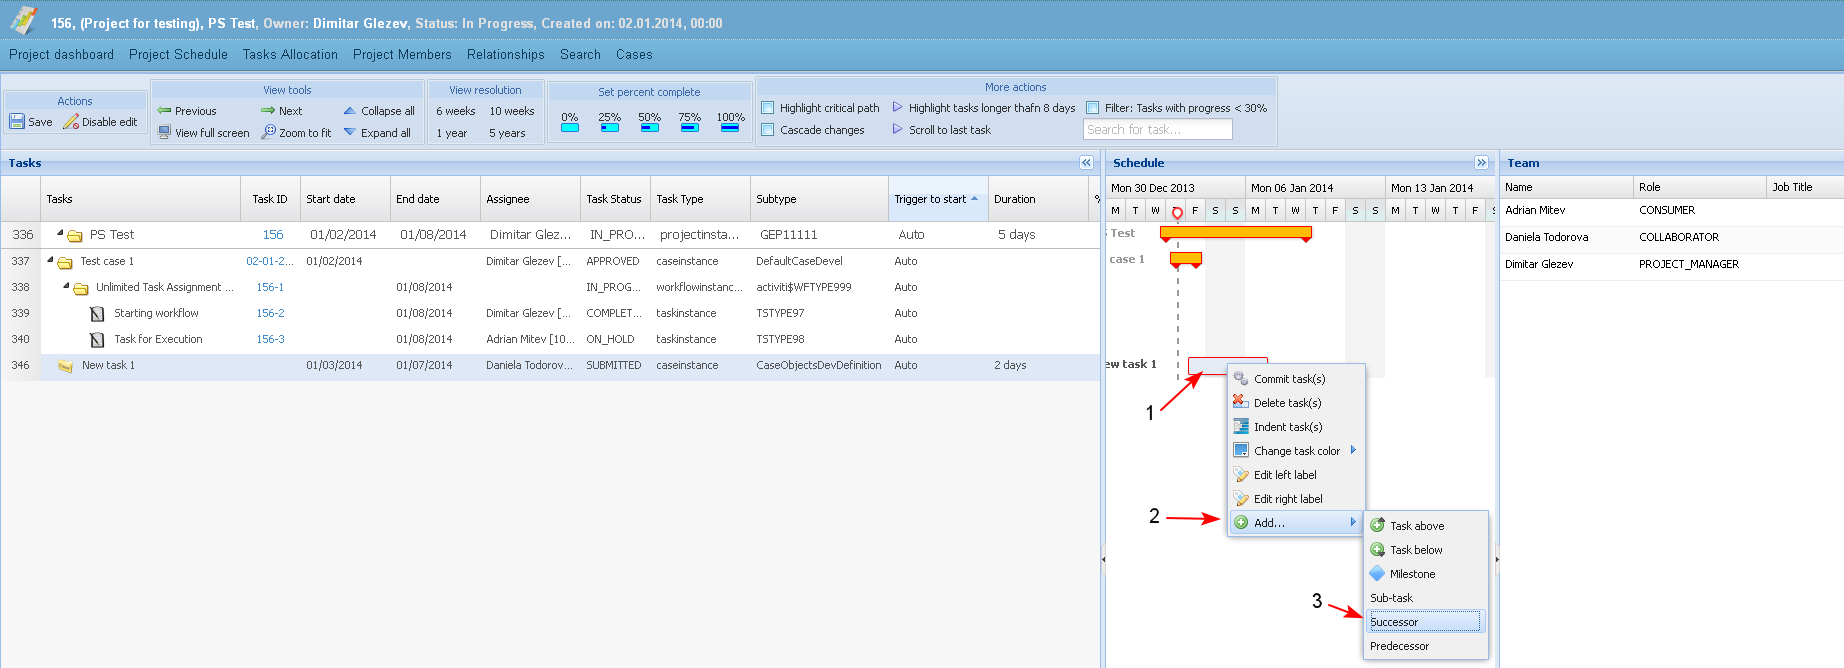 156, (Project for testing), PS Test, Owner: Dimitar Glezev, Status: In Progress, Created on: 02.01.2014, 00:00
Project dashboard Project Schedule Tasks Allocation Project Members Relationships Search Cases
Actions
Save Disable edit
View tools
Previous Next Collapse all
View full screen Zoom to fit Expand all
View resolution
6 weeks 10 weeks
1 year 5 years
Set percent complete
0% 25% 50% 75% 100%
More actions
Highlight critical path Highlight tasks longer thafn 8 days Filter: Tasks with progress < 30%
Cascade changes Scroll to last task Search for task...
Tasks
Tasks Task ID Start date End date Assignee Task Status Task Type Subtype Trigger to start Duration %
336 PS Test 156 01/02/2014 01/08/2014 Dimitar Glez... IN_PRO... projectinsta... GEP11111 Auto 5 days
337 Test case 1 02-01-2... 01/02/2014 Dimitar Glezev [... APPROVED caseinstance DefaultCaseDevel Auto
338 Unlimited Task Assignment ... 156-1 01/08/2014 IN_PROG... workflowinstanc... activiti$WFTYPE999 Auto
339 Starting workflow 156-2 01/08/2014 Dimitar Glezev [... COMPLET... taskinstance TSTYPE97 Auto
340 Task for Execution 156-3 01/08/2014 Adrian Mitev [10... ON_HOLD taskinstance TSTYPE98 Auto
346 New task 1 01/03/2014 01/07/2014 Daniela Todorov... SUBMITTED caseinstance CaseObjectsDevDefinition Auto 2 days
Schedule
Mon 30 Dec 2013 Mon 06 Jan 2014 Mon 13 Jan 2014
M T W F S S M T W T F S S M T W T F S
S Test
case 1
ew task 1
1
Commit task(s)
Delete task(s)
Indent task(s)
Change task color
Edit left label
Edit right label
2
Add...
Task above
Task below
Milestone
Sub-task
3
Successor
Predecessor
Team
Name Role Job Title
Adrian Mitev CONSUMER
Daniela Todorova COLLABORATOR
Dimitar Glezev PROJECT_MANAGER